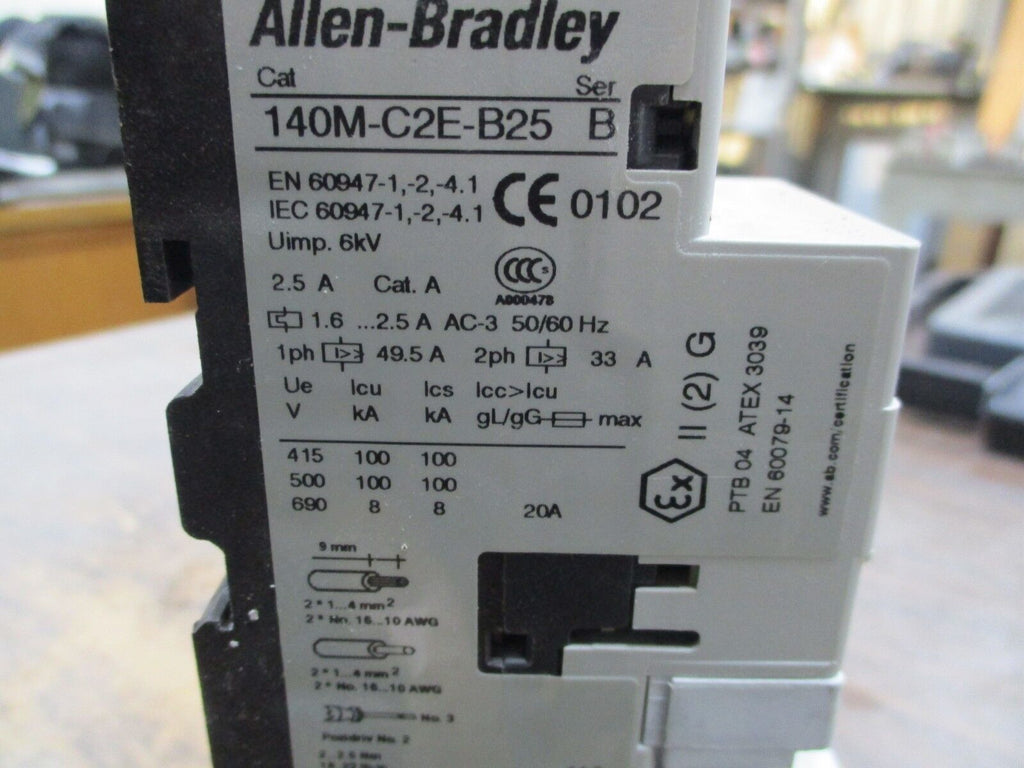 Allen-Bradley
Cat Ser
140M-C2E-B25 B
EN 60947-1,-2,-4.1
IEC 60947-1,-2,-4.1
CE 0102
Uimp. 6kV
CCC S
A000478
2.5 A Cat. A
1.6 ...2.5 A AC-3 50/60 Hz
1ph I> 49.5 A 2ph I> 33 A
Ue Icu Ics Icc>Icu
V kA kA gL/gG max
415 100 100
500 100 100
690 8 8 20A
9 mm
2 * 1...4 mm2
2 * No. 16...10 AWG
2 * 1...4 mm2
2 * No. 16...10 AWG
No. 3
Pozidriv No. 2
Ex II (2) G
PTB 04 ATEX 3039
EN 60079-14
www.ab.com/certification